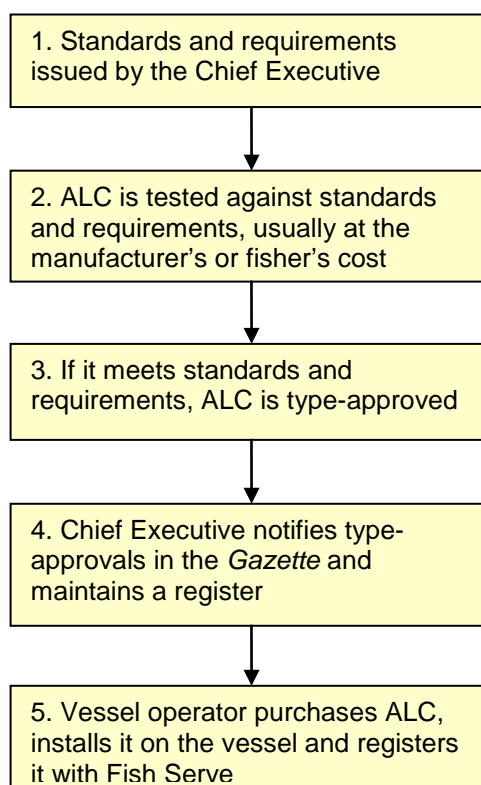 1. Standards and requirements
issued by the Chief Executive
2. ALC is tested against standards
and requirements, usually at the
manufacturer's or fisher's cost
3. If it meets standards and
requirements, ALC is type-approved
4. Chief Executive notifies type-
approvals in the Gazette and
maintains a register
5. Vessel operator purchases ALC,
installs it on the vessel and registers
it with Fish Serve